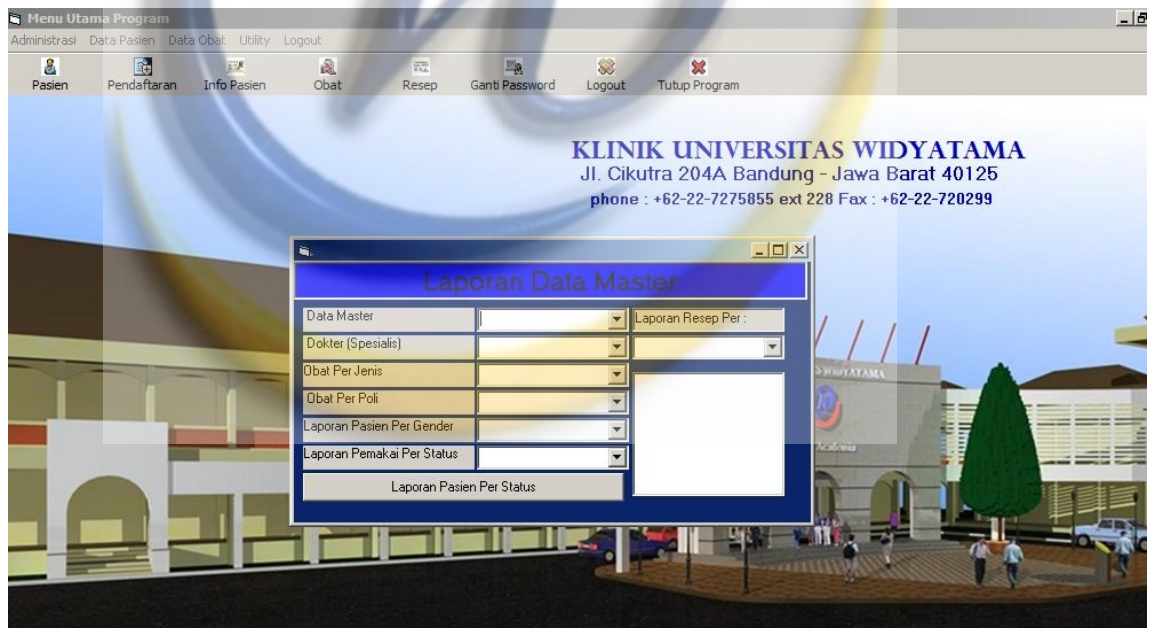 Menu Utama Program
Administrasi Data Pasien Data Obat Utility Logout
Pasien Pendaftaran Info Pasien Obat Resep Ganti Password Logout Tutup Program
KLINIK UNIVERSITAS WIDYATAMA
Jl. Cikutra 204A Bandung - Jawa Barat 40125
phone : +62-22-7275855 ext 228 Fax : +62-22-720299
Laporan Data Master
Data Master Laporan Resep Per :
Dokter (Spesialis)
Obat Per Jenis
Obat Per Poli
Laporan Pasien Per Gender
Laporan Pemakai Per Status
Laporan Pasien Per Status
WIDYATAMA
Academia